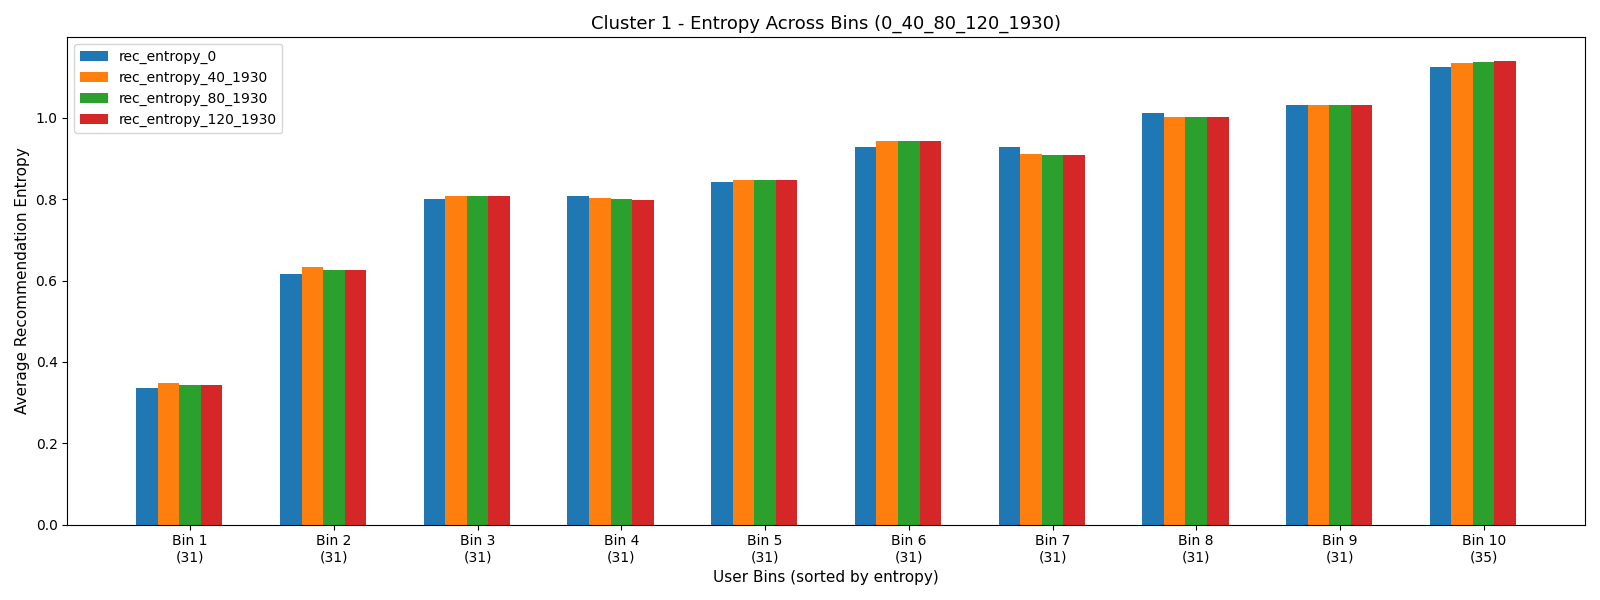 Cluster 1 - Entropy Across Bins (0_40_80_120_1930)
rec_entropy_0
rec_entropy_40_1930
rec_entropy_80_1930
rec_entropy_120_1930
Average Recommendation Entropy
1.0
0.8
0.6
0.4
0.2
0.0
Bin 1 Bin 2 Bin 3 Bin 4 Bin 5 Bin 6 Bin 7 Bin 8 Bin 9 Bin 10
(31) (31) (31) (31) (31) (31) (31) (31) (31) (35)
User Bins (sorted by entropy)